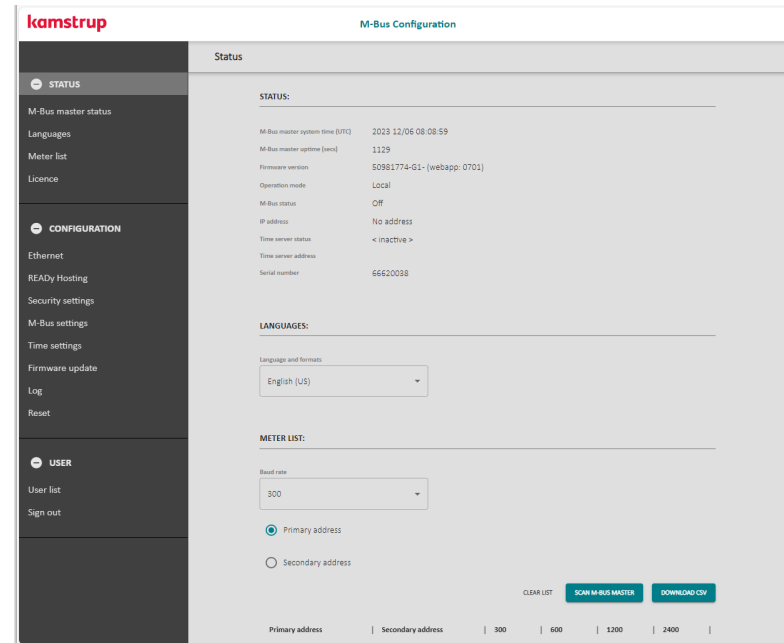 kamstrup
M-Bus Configuration
STATUS
M-Bus master status
Languages
Meter list
Licence
CONFIGURATION
Ethernet
READy Hosting
Security settings
M-Bus settings
Time settings
Firmware update
Log
Reset
USER
User list
Sign out
Status
STATUS:
M-Bus master system time (UTC) 2023 12/06 08:08:59
M-Bus master uptime (secs) 1129
Firmware version 50981774-G1- (webapp: 0701)
Operation mode Local
M-Bus status Off
IP address No address
Time server status < inactive >
Time server address
Serial number 66620038
LANGUAGES:
Language and formats
English (US)
METER LIST:
Baud rate
300
Primary address
Secondary address
CLEAR LIST SCAN M-BUS MASTER DOWNLOAD CSV
Primary address | Secondary address | 300 | 600 | 1200 | 2400 |